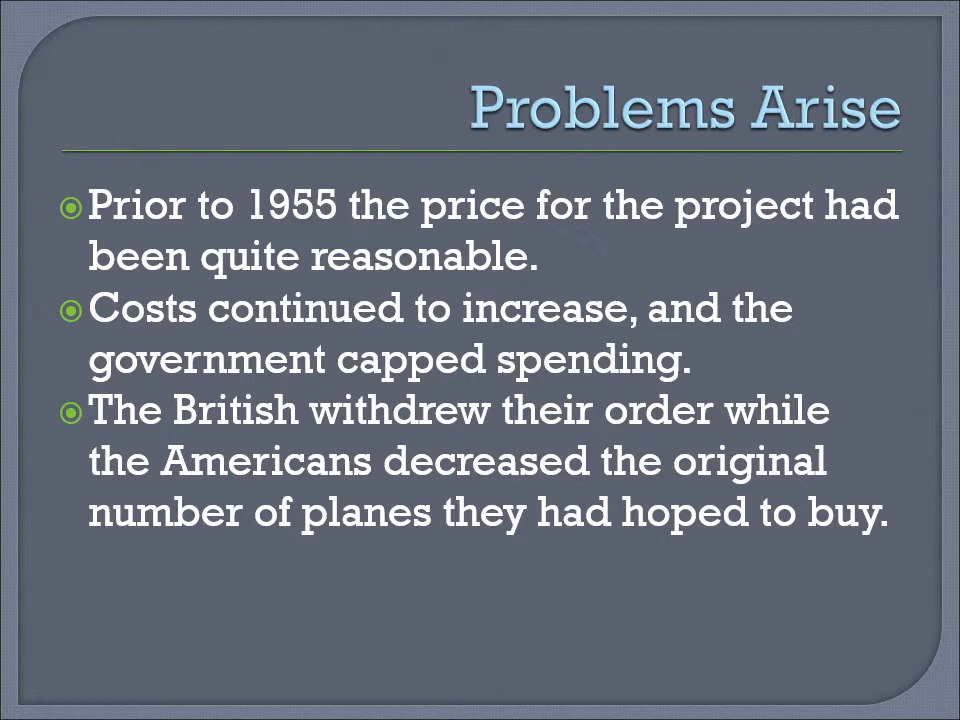 Problems Arise
Prior to 1955 the price for the project had
been quite reasonable.
Costs continued to increase, and the
government capped spending.
The British withdrew their order while
the Americans decreased the original
number of planes they had hoped to buy.